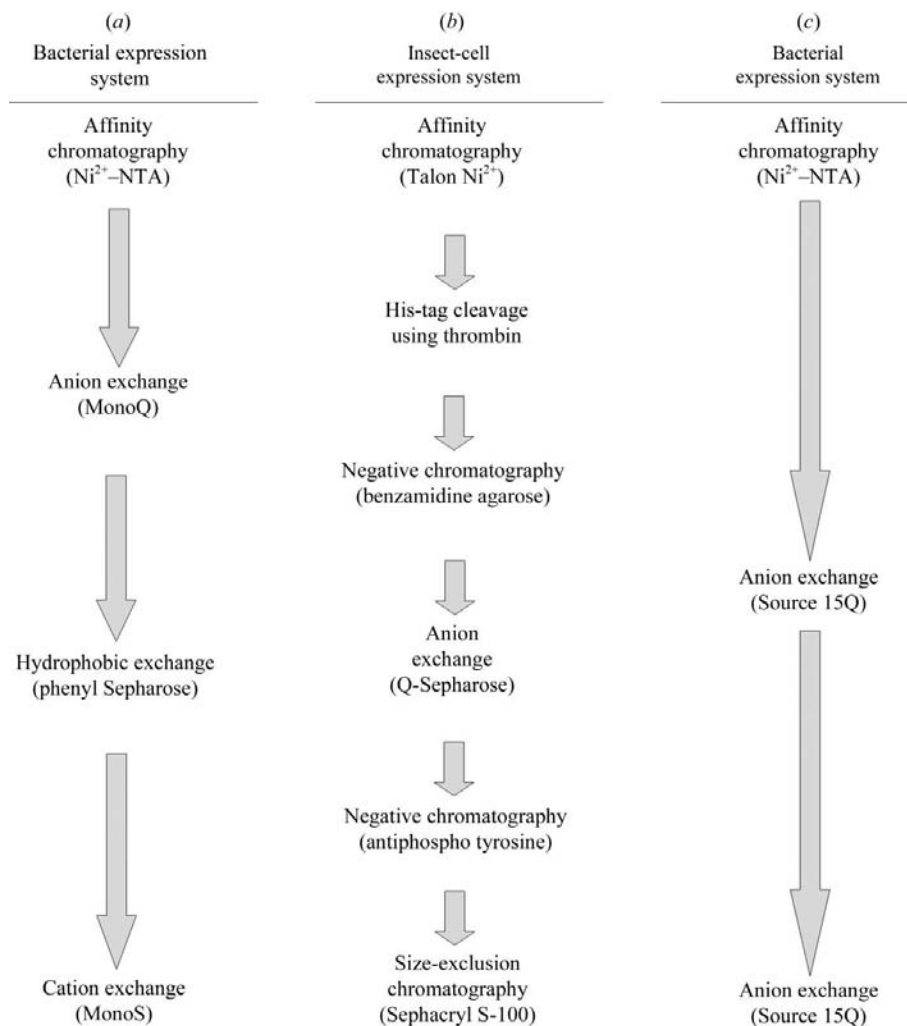 (a)
Bacterial expression
system
Affinity
chromatography
(Ni²⁺–NTA)
Anion exchange
(MonoQ)
Hydrophobic exchange
(phenyl Sepharose)
Cation exchange
(MonoS)
(b)
Insect-cell
expression system
Affinity
chromatography
(Talon Ni²⁺)
His-tag cleavage
using thrombin
Negative chromatography
(benzamidine agarose)
Anion
exchange
(Q-Sepharose)
Negative chromatography
(antiphospho tyrosine)
Size-exclusion
chromatography
(Sephacryl S-100)
(c)
Bacterial
expression system
Affinity
chromatography
(Ni²⁺–NTA)
Anion exchange
(Source 15Q)
Anion exchange
(Source 15Q)